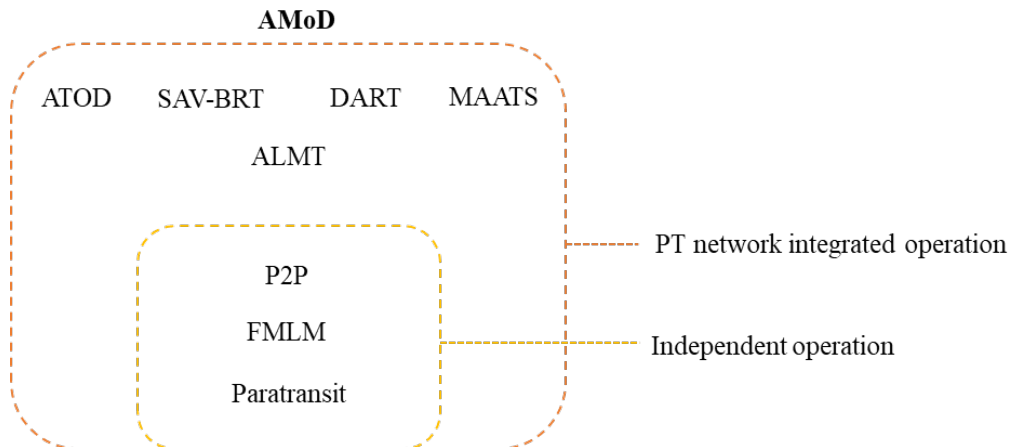 AMoD
ATOD SAV-BRT DART MAATS
ALMT
PT network integrated operation
P2P
FMLM
Independent operation
Paratransit